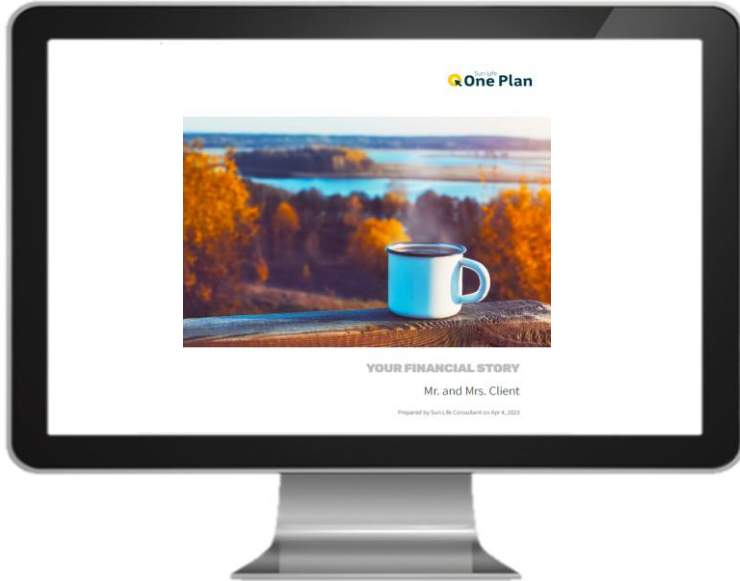 Sun Life
One Plan
YOUR FINANCIAL STORY
Mr. and Mrs. Client
Prepared by Sun Life Consultant on Apr 4, 2023